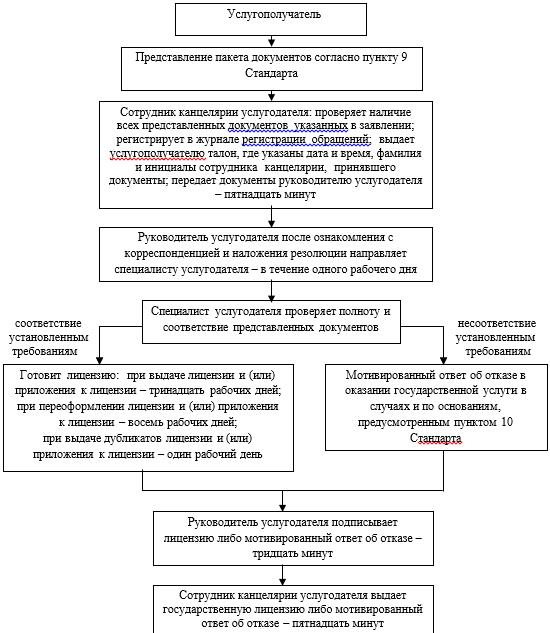 Услугополучатель
Представление пакета документов согласно пункту 9
Стандарта
Сотрудник канцелярии услугодателя: проверяет наличие
всех представленных документов указанных в заявлении;
регистрирует в журнале регистрации обращений; выдает
услугополучателю талон, где указаны дата и время, фамилия
и инициалы сотрудника канцелярии, принявшего
документы; передает документы руководителю услугодателя
– пятнадцать минут
Руководитель услугодателя после ознакомления с
корреспонденцией и наложения резолюции направляет
специалисту услугодателя – в течение одного рабочего дня
Специалист услугодателя проверяет полноту и
соответствие представленных документов
соответствие
установленным
требованиям
несоответствие
установленным
требованиям
Готовит лицензию: при выдаче лицензии и (или)
приложения к лицензии – тринадцать рабочих дней;
при переоформлении лицензии и (или) приложения
к лицензии – восемь рабочих дней;
при выдаче дубликатов лицензии и (или)
приложения к лицензии – один рабочий день
Мотивированный ответ об отказе в
оказании государственной услуги в
случаях и по основаниям,
предусмотренным пунктом 10
Стандарта
Руководитель услугодателя подписывает
лицензию либо мотивированный ответ об отказе –
тридцать минут
Сотрудник канцелярии услугодателя выдает
государственную лицензию либо мотивированный
ответ об отказе – пятнадцать минут